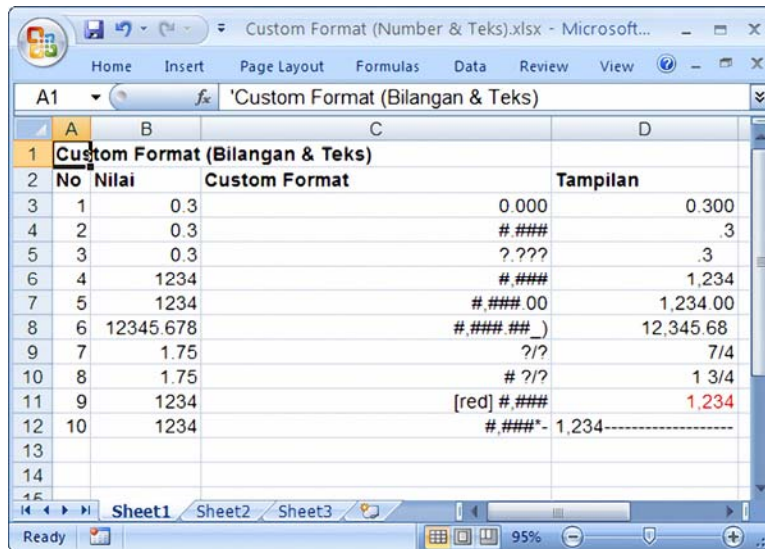 Custom Format (Number & Teks).xlsx - Microsoft...
Home Insert Page Layout Formulas Data Review View
A1 fx 'Custom Format (Bilangan & Teks)
A B C D
1 Custom Format (Bilangan & Teks)
2 No Nilai Custom Format Tampilan
3 1 0.3 0.000 0.300
4 2 0.3 #.### .3
5 3 0.3 ?.??? .3
6 4 1234 #,### 1,234
7 5 1234 #,###.00 1,234.00
8 6 12345.678 #,###.##_) 12,345.68
9 7 1.75 ?/? 7/4
10 8 1.75 # ?/? 1 3/4
11 9 1234 [red] #,### 1,234
12 10 1234 #,###*- 1,234-------------------
13
14
15
Sheet1 Sheet2 Sheet3
Ready 95%